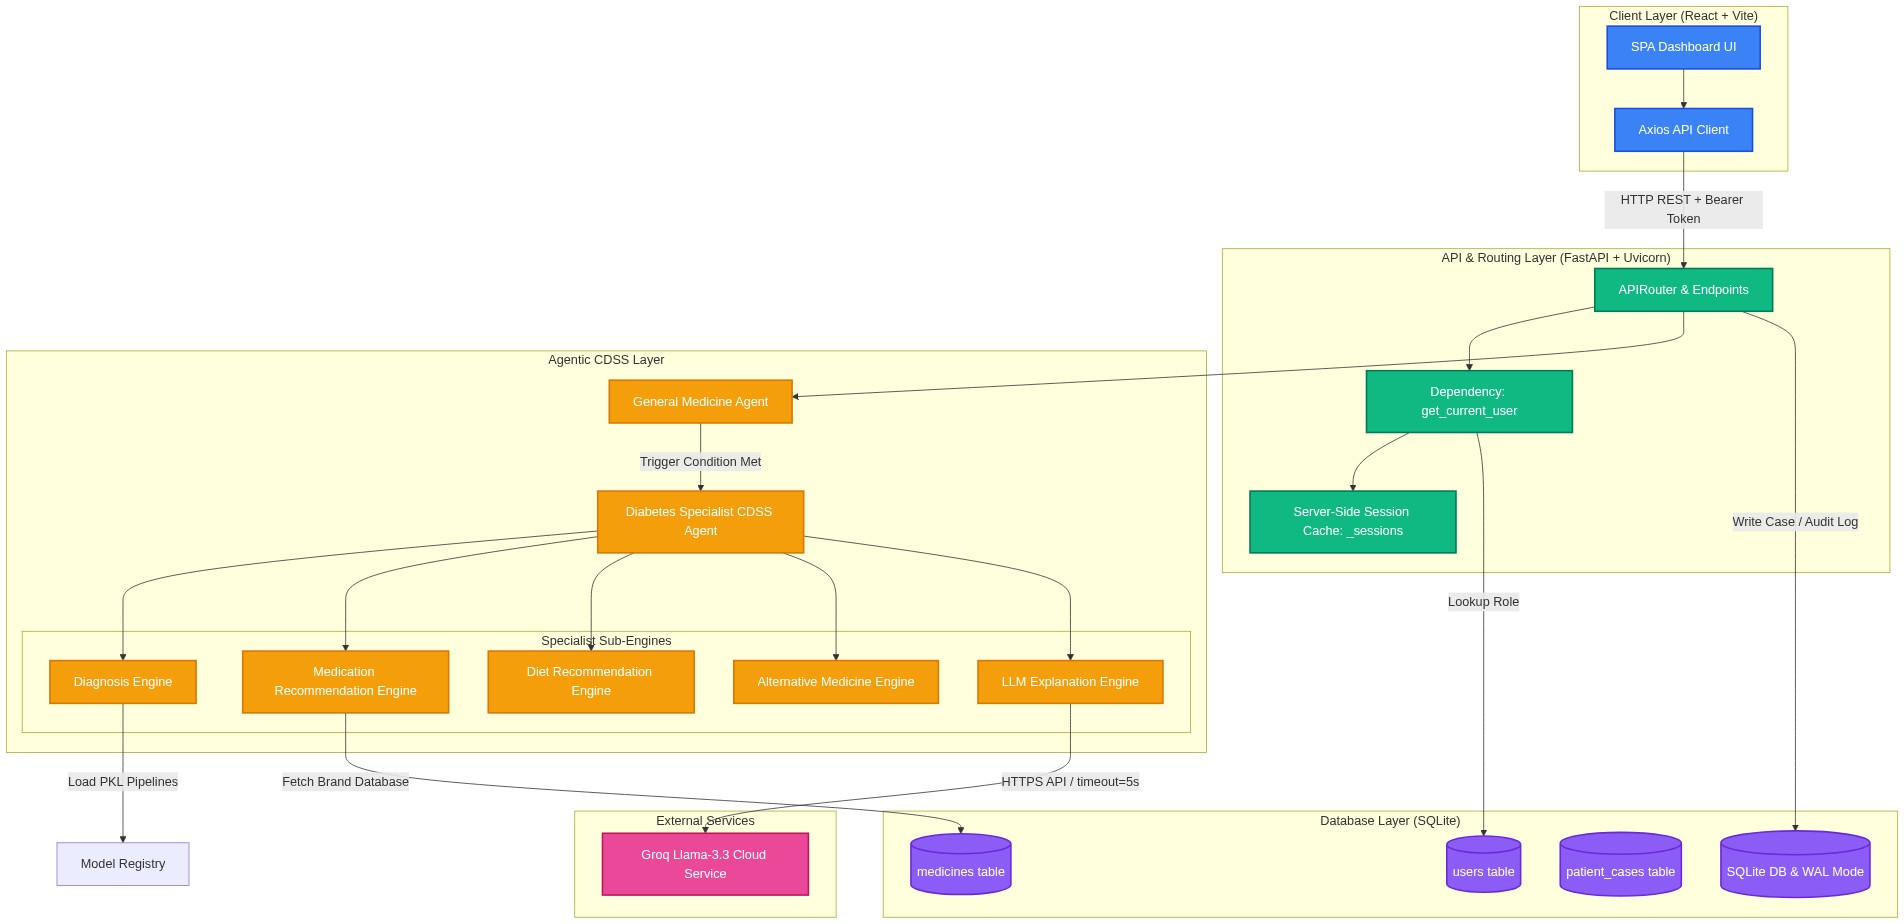 Client Layer (React + Vite)
SPA Dashboard UI
Axios API Client
HTTP REST + Bearer
Token
API & Routing Layer (FastAPI + Uvicorn)
APIRouter & Endpoints
Dependency:
get_current_user
Server-Side Session
Cache: _sessions
Write Case / Audit Log
Lookup Role
Agentic CDSS Layer
General Medicine Agent
Trigger Condition Met
Diabetes Specialist CDSS
Agent
Specialist Sub-Engines
Diagnosis Engine
Medication
Recommendation Engine
Diet Recommendation
Engine
Alternative Medicine Engine
LLM Explanation Engine
Load PKL Pipelines
Fetch Brand Database
HTTPS API / timeout=5s
Model Registry
External Services
Groq Llama-3.3 Cloud
Service
Database Layer (SQLite)
medicines table
users table
patient_cases table
SQLite DB & WAL Mode